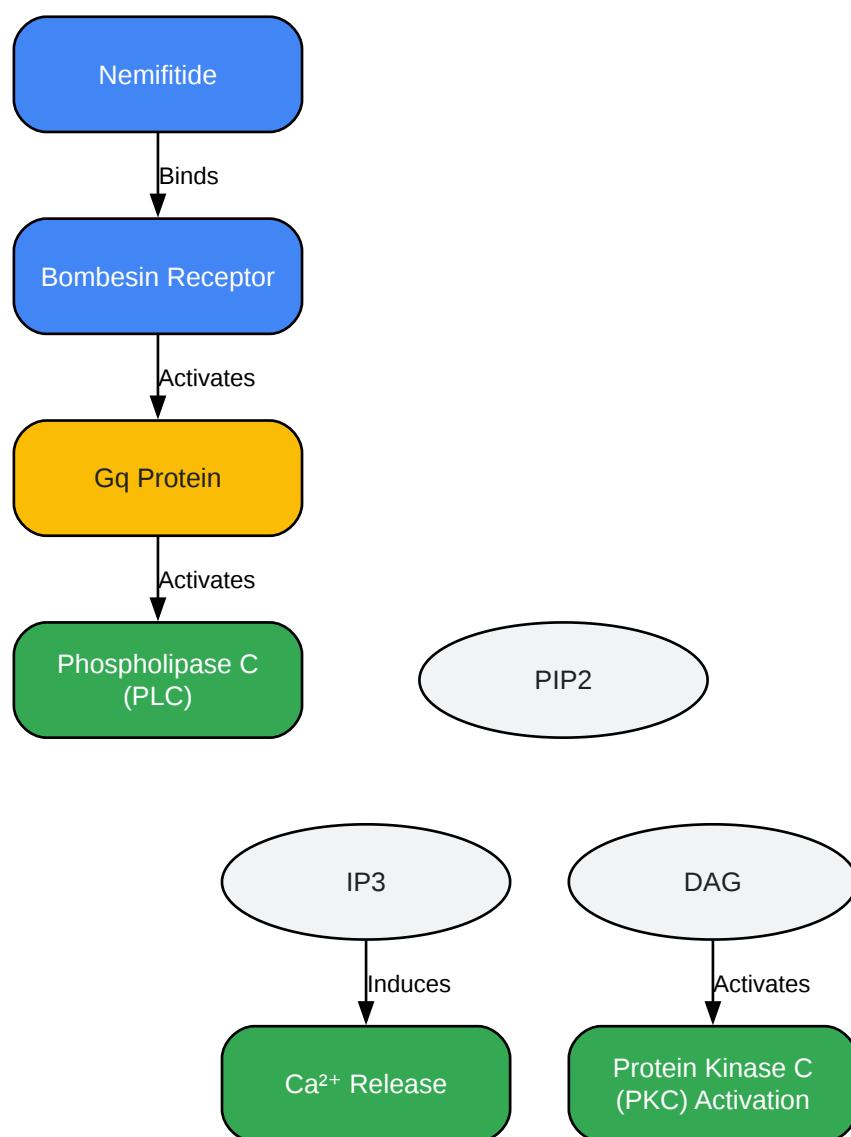 Nemifitide
Binds
Bombesin Receptor
Activates
Gq Protein
Activates
Phospholipase C
(PLC)
PIP2
IP3
DAG
Induces
Activates
Ca²⁺ Release
Protein Kinase C
(PKC) Activation